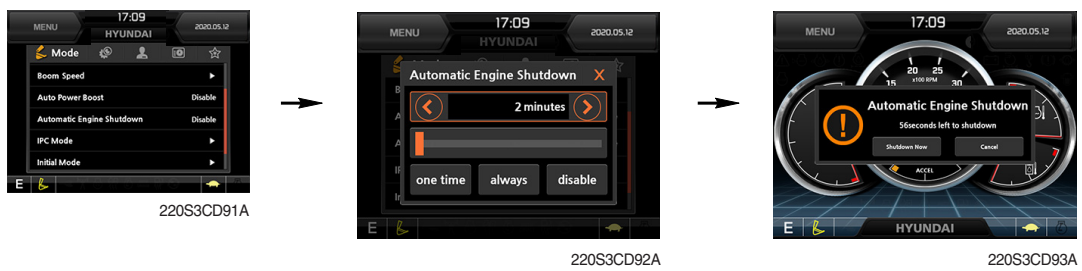 MENU
17:09
2020.05.12
HYUNDAI
Mode
Boom Speed
Auto Power Boost Disable
Automatic Engine Shutdown Disable
IPC Mode
Initial Mode
E
220S3CD91A
MENU
17:09
2020.05.12
HYUNDAI
Automatic Engine Shutdown X
2 minutes
one time always disable
E
220S3CD92A
MENU
17:09
2020.05.12
HYUNDAI
15 20 25 30
x100 RPM
Automatic Engine Shutdown
56seconds left to shutdown
Shutdown Now Cancel
ACCEL
E
HYUNDAI
220S3CD93A